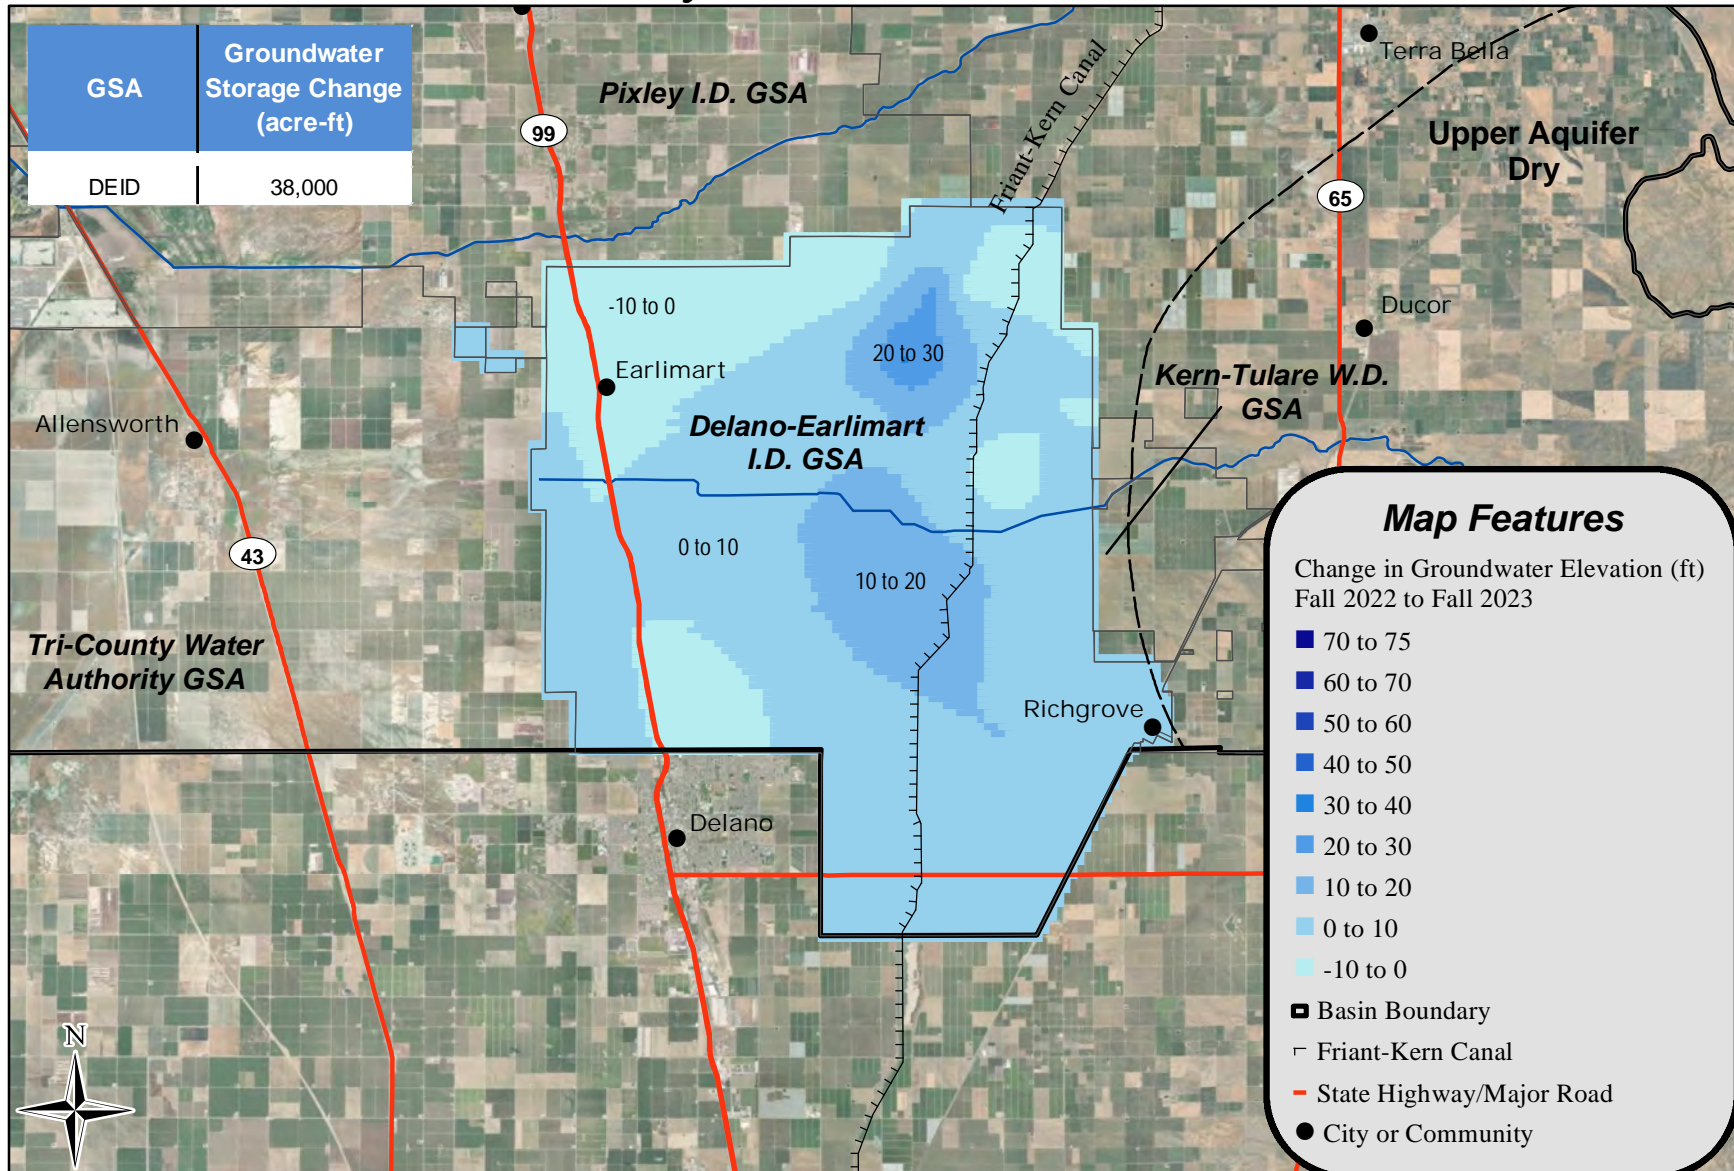 GSA
Groundwater
Storage Change
(acre-ft)
DEID
38,000
Pixley I.D. GSA
99
Friant-Kern Canal
Terra Bella
Upper Aquifer
Dry
65
-10 to 0
Ducor
20 to 30
Earlimart
Kern-Tulare W.D.
GSA
Allensworth
Delano-Earlimart
I.D. GSA
43
0 to 10
10 to 20
Tri-County Water
Authority GSA
Richgrove
Delano
N
Map Features
Change in Groundwater Elevation (ft)
Fall 2022 to Fall 2023
70 to 75
60 to 70
50 to 60
40 to 50
30 to 40
20 to 30
10 to 20
0 to 10
-10 to 0
Basin Boundary
Friant-Kern Canal
State Highway/Major Road
City or Community